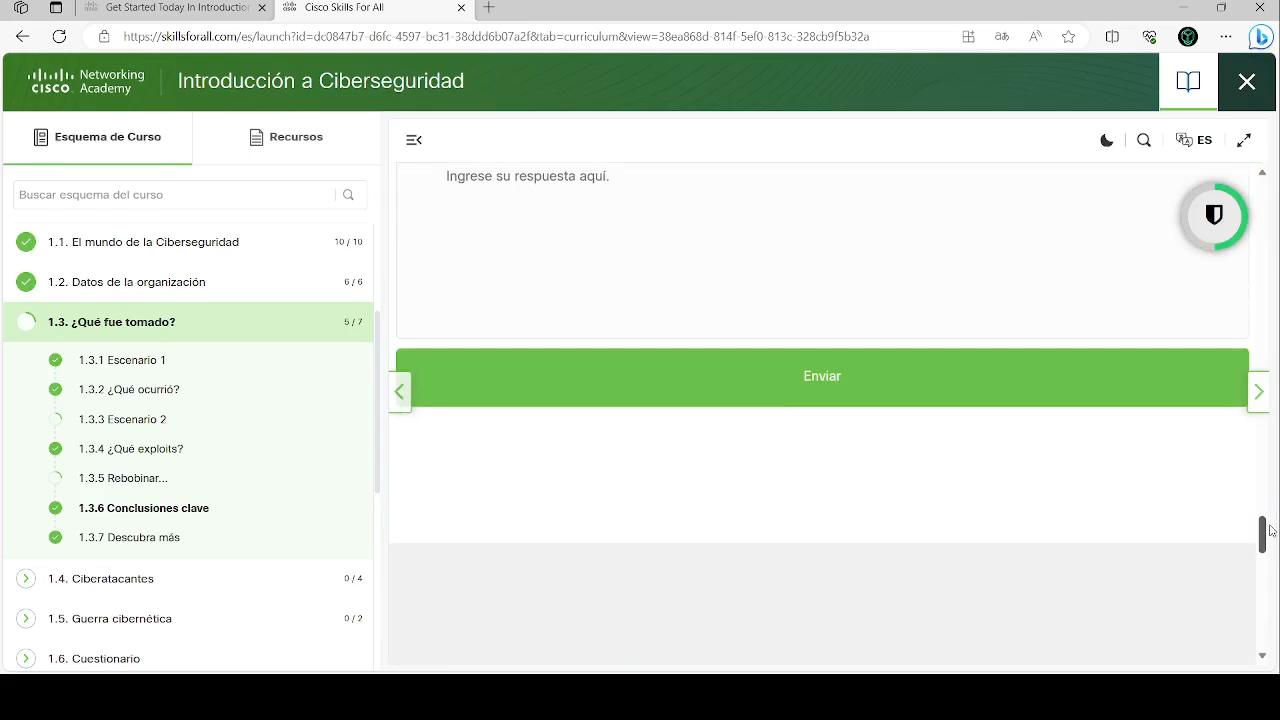 Get Started Today In Introduction
Cisco Skills For All
https://skillsforall.com/es/launch?id=dc0847b7-d6fc-4597-bc31-38ddd6b07a2f&tab=curriculum&view=38ea868d-814f-5ef0-813c-328cb9f5b32a
Networking
CISCO Academy
Introducción a Ciberseguridad
Esquema de Curso
Recursos
ES
Buscar esquema del curso
1.1. El mundo de la Ciberseguridad 10 / 10
1.2. Datos de la organización 6 / 6
1.3. ¿Qué fue tomado? 5 / 7
1.3.1 Escenario 1
1.3.2 ¿Qué ocurrió?
1.3.3 Escenario 2
1.3.4 ¿Qué exploits?
1.3.5 Rebobinar...
1.3.6 Conclusiones clave
1.3.7 Descubra más
1.4. Ciberatacantes 0 / 4
1.5. Guerra cibernética 0 / 2
1.6. Cuestionario
Ingrese su respuesta aquí.
Enviar